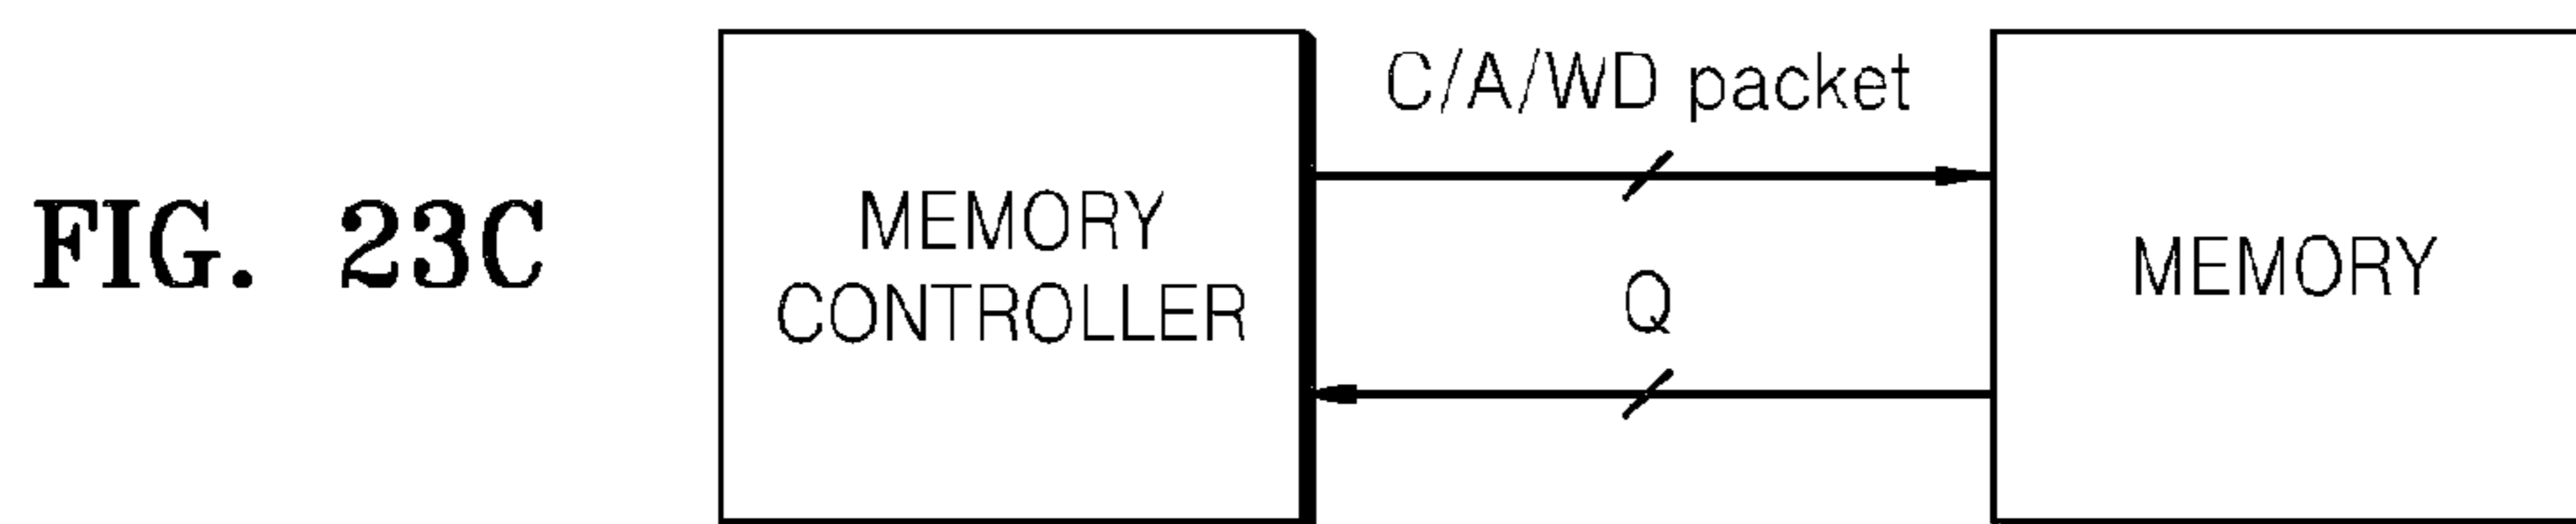 FIG. 23C
MEMORY
CONTROLLER
C/A/WD packet
Q
MEMORY